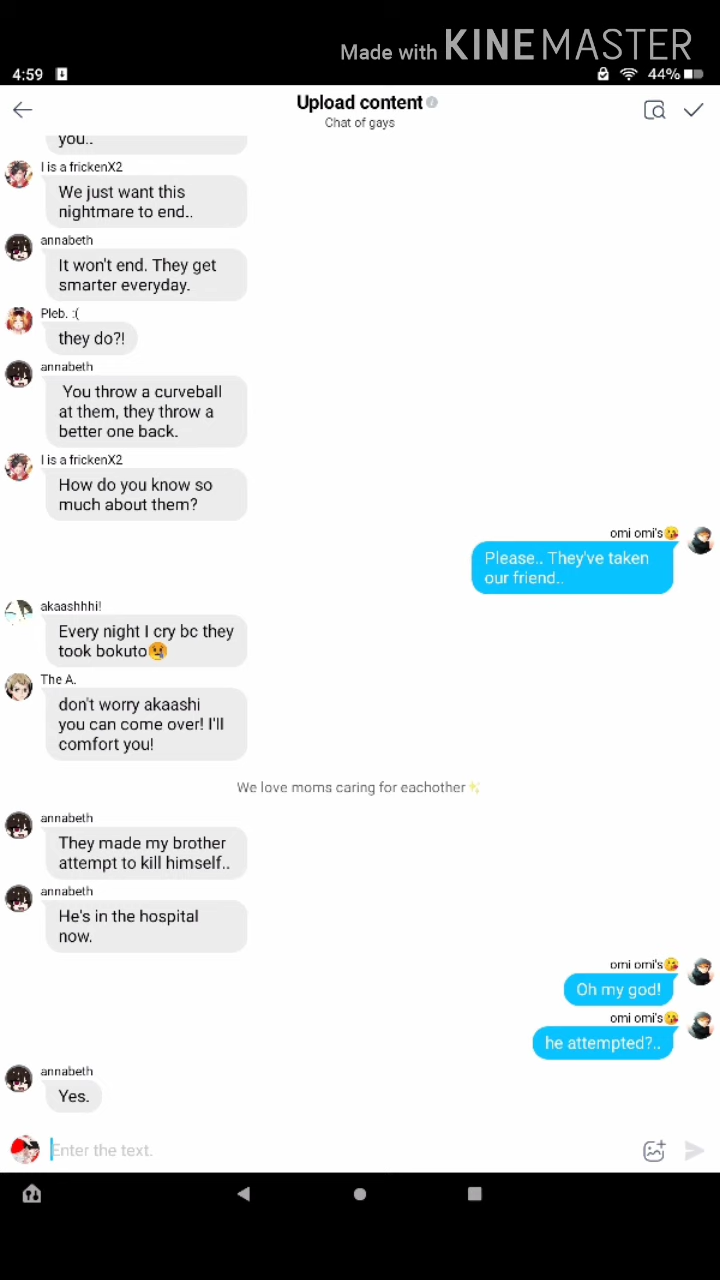 Made with KINEMASTER
4:59
44%
Upload content
Chat of gays
you..
I is a frickenX2
We just want this
nightmare to end..
annabeth
It won't end. They get
smarter everyday.
Pleb. :(
they do?!
annabeth
You throw a curveball
at them, they throw a
better one back.
I is a frickenX2
How do you know so
much about them?
omi omi's😘
Please.. They've taken
our friend..
akaashhhi!
Every night I cry bc they
took bokuto😢
The A.
don't worry akaashi
you can come over! I'll
comfort you!
We love moms caring for eachother✨
annabeth
They made my brother
attempt to kill himself..
annabeth
He's in the hospital
now.
omi omi's😘
Oh my god!
omi omi's😘
he attempted?..
annabeth
Yes.
Enter the text.